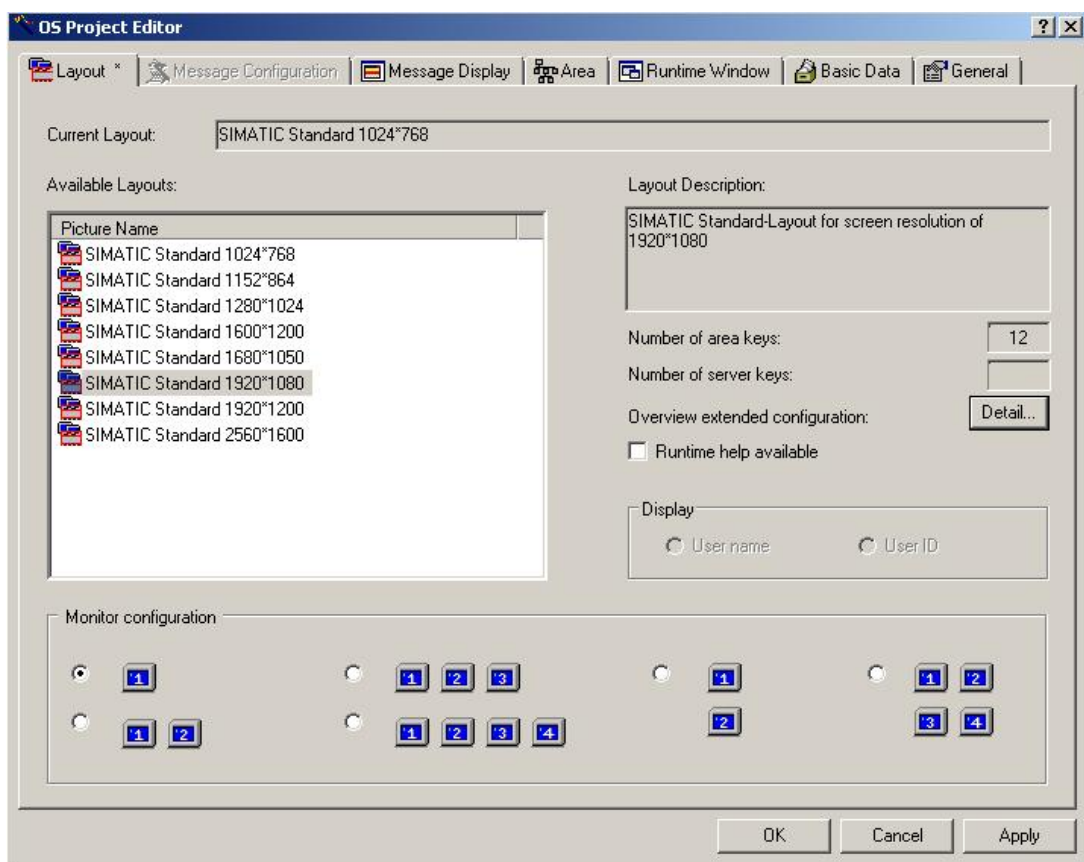 OS Project Editor
Layout * Message Configuration Message Display Area Runtime Window Basic Data General
Current Layout: SIMATIC Standard 1024*768
Available Layouts:
Picture Name
SIMATIC Standard 1024*768
SIMATIC Standard 1152*864
SIMATIC Standard 1280*1024
SIMATIC Standard 1600*1200
SIMATIC Standard 1680*1050
SIMATIC Standard 1920*1080
SIMATIC Standard 1920*1200
SIMATIC Standard 2560*1600
Layout Description:
SIMATIC Standard-Layout for screen resolution of
1920*1080
Number of area keys: 12
Number of server keys:
Overview extended configuration: Detail...
Runtime help available
Display
User name User ID
Monitor configuration
1 1 2 3 1 1 2
1 2 1 2 3 4 2 3 4
OK Cancel Apply